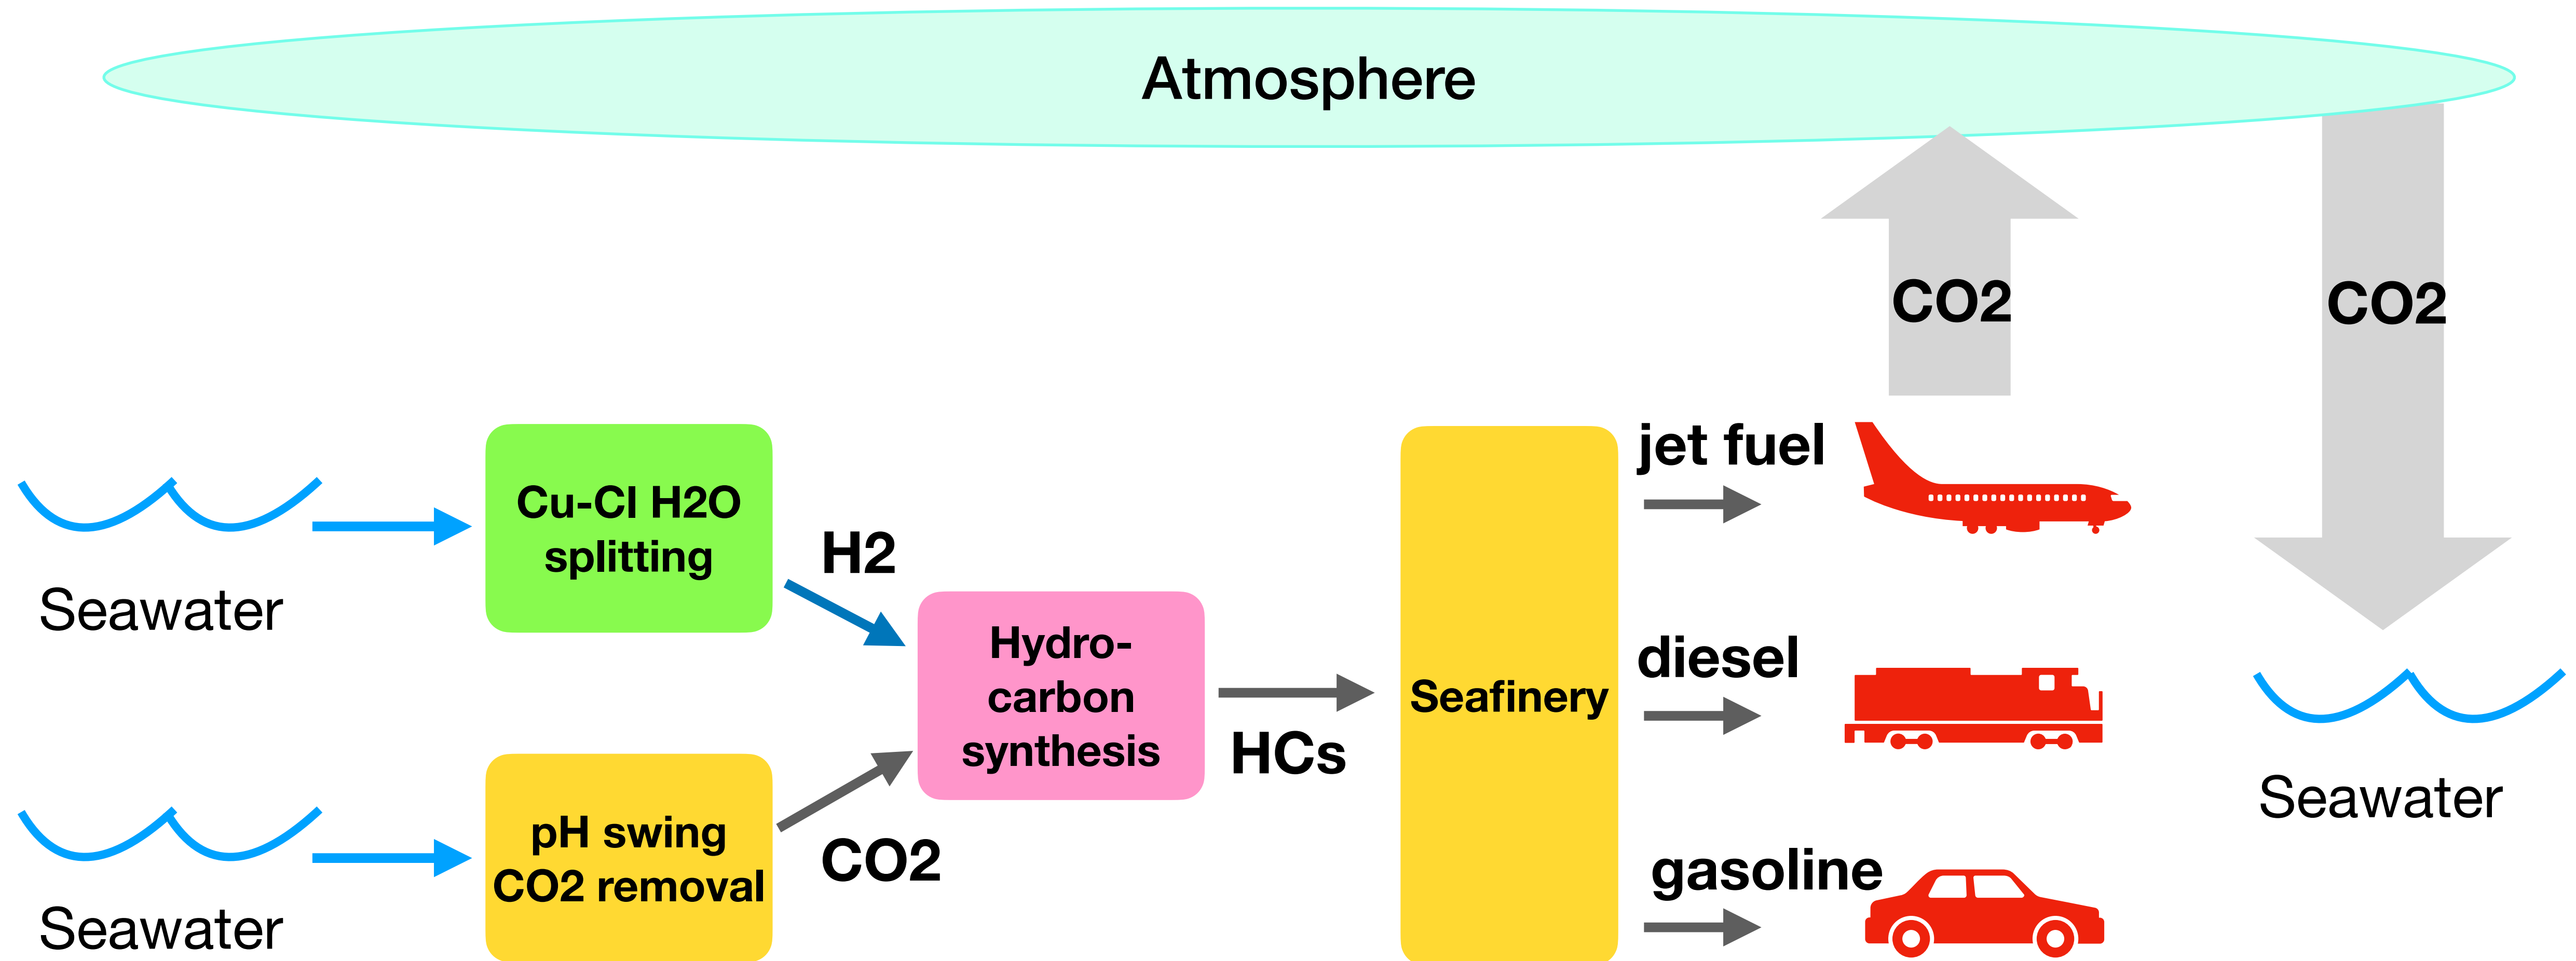 Atmosphere
CO2
CO2
Seawater
Cu-Cl H2O
splitting
H2
Seawater
pH swing
CO2 removal
CO2
Hydro-
carbon
synthesis
HCs
Seafinery
jet fuel
diesel
gasoline
Seawater